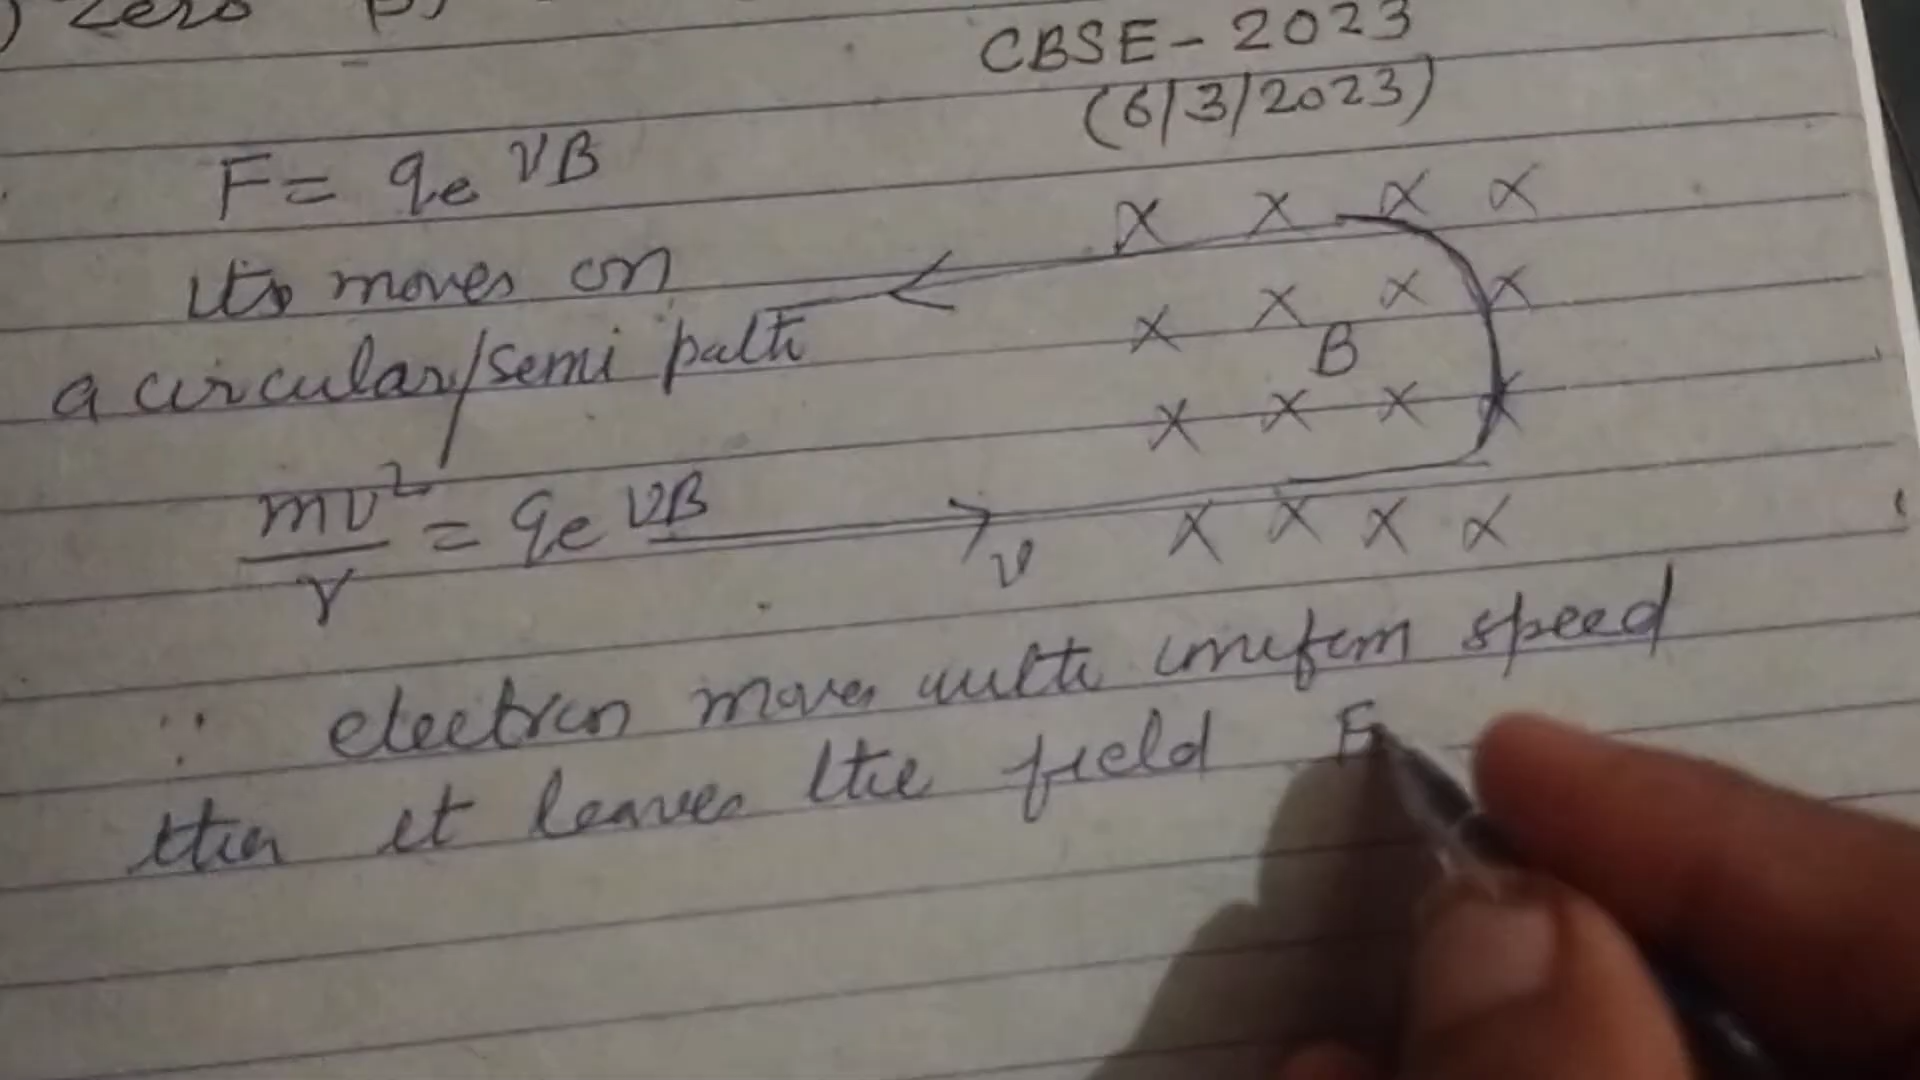 ) Zero
CBSE - 2023
(6/3/2023)
F = qe VB
its moves on
a circular/semi path
mv²/r = qe VB
v
X X X X
X X X X
B
X X X X
X X X X
∵ electron moves with uniform speed
then it leaves the field F